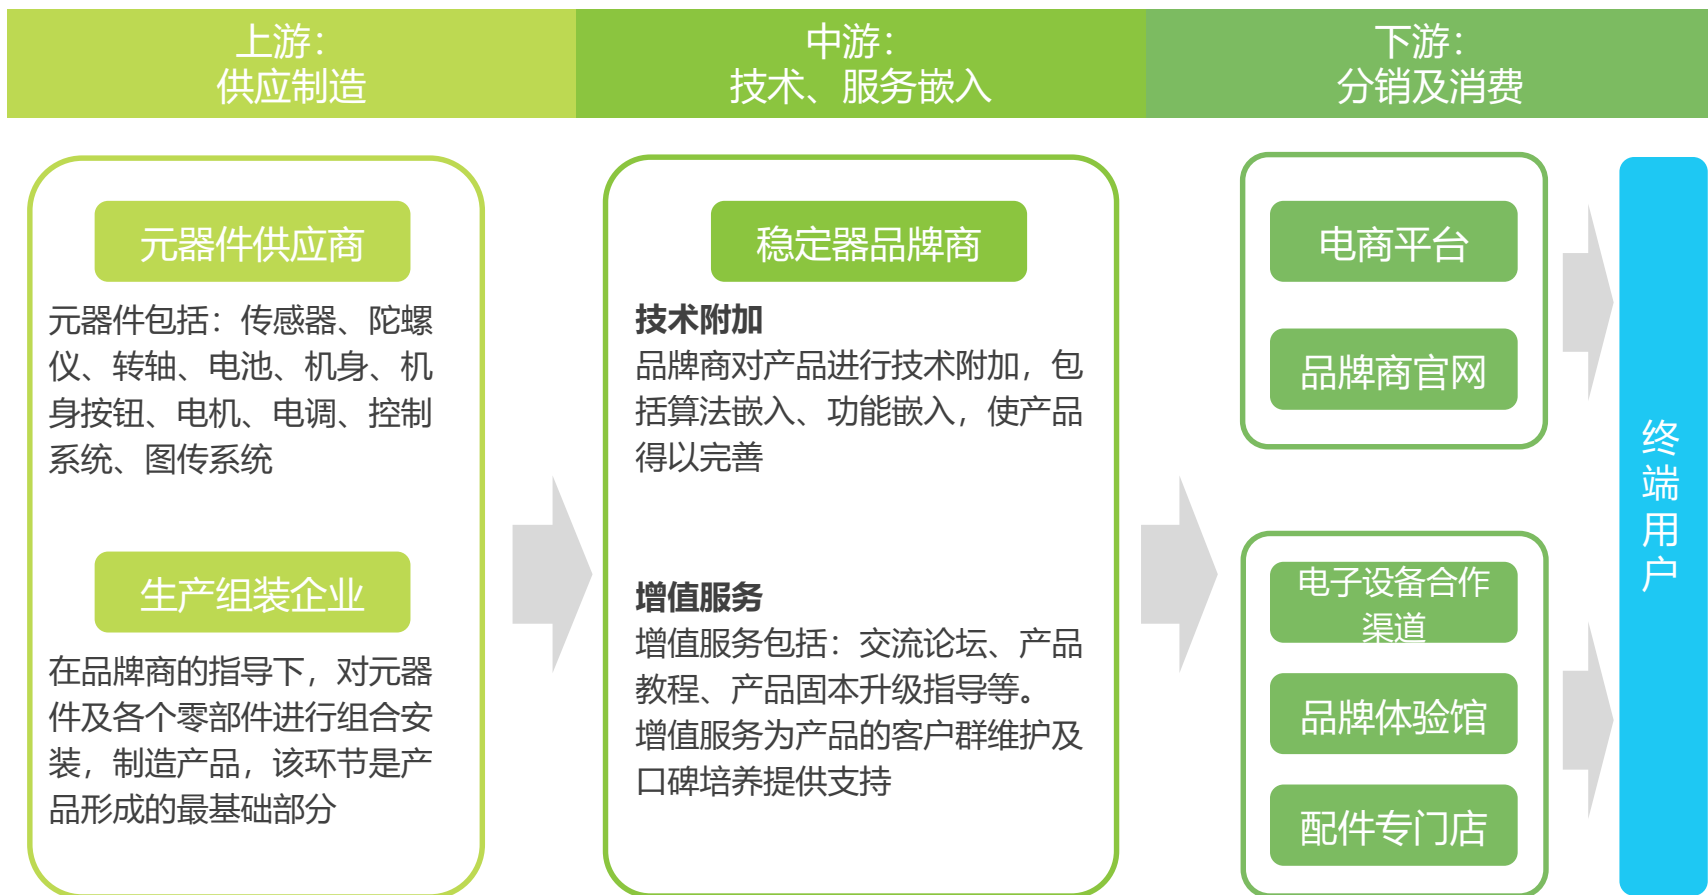 上游：
供应制造
中游：
技术、服务嵌入
下游：
分销及消费
元器件供应商
元器件包括：传感器、陀螺
仪、转轴、电池、机身、机
身按钮、电机、电调、控制
系统、图传系统
生产组装企业
在品牌商的指导下，对元器
件及各个零部件进行组合安
装，制造产品，该环节是产
品形成的最基础部分
稳定器品牌商
技术附加
品牌商对产品进行技术附加，包
括算法嵌入、功能嵌入，使产品
得以完善
增值服务
增值服务包括：交流论坛、产品
教程、产品固本升级指导等。
增值服务为产品的客户群维护及
口碑培养提供支持
电商平台
品牌商官网
电子设备合作
渠道
品牌体验馆
配件专门店
终端用户